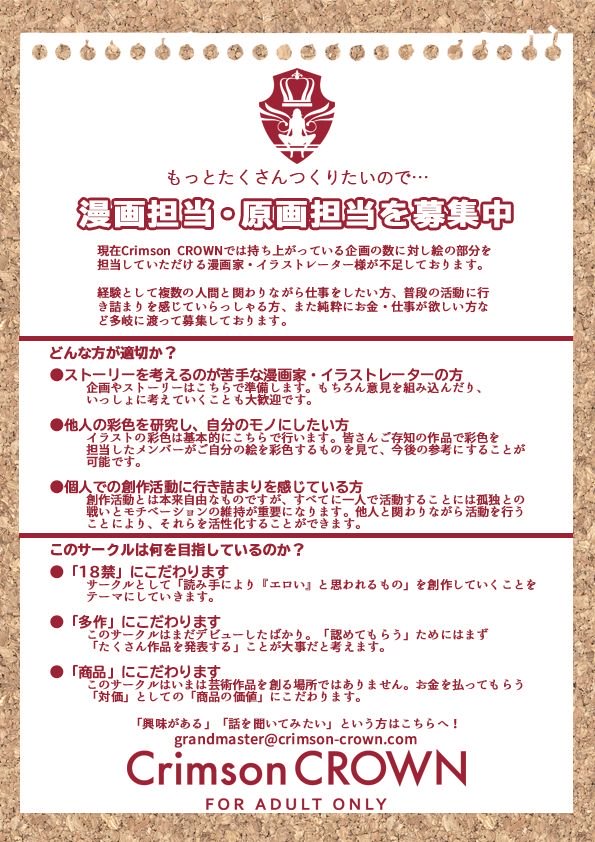 もっとたくさんつくりたいので…
漫画担当・原画担当を募集中
現在Crimson CROWNでは持ち上がっている企画の数に対し絵の部分を
担当していただける漫画家・イラストレーター様が不足しております。
経験として複数の人間と関わりながら仕事をしたい方、普段の活動に行
き詰まりを感じていらっしゃる方、また純粋にお金・仕事が欲しい方な
ど多岐に渡って募集しております。
どんな方が適切か？
●ストーリーを考えるのが苦手な漫画家・イラストレーターの方
企画やストーリーはこちらで準備します。もちろん意見を組み込んだり、
いっしょに考えていくことも大歓迎です。
●他人の彩色を研究し、自分のモノにしたい方
イラストの彩色は基本的にこちらで行います。皆さんご存知の作品で彩色を
担当したメンバーがご自分の絵を彩色するものを見て、今後の参考にすることが
可能です。
●個人での創作活動に行き詰まりを感じている方
創作活動とは本来自由なものですが、すべてに一人で活動することには孤独との
戦いとモチベーションの維持が重要になります。他人と関わりながら活動を行う
ことにより、それらを活性化することができます。
このサークルは何を目指しているのか？
●「18禁」にこだわります
サークルとして「読み手により『エロい』と思われるもの」を創作していくことを
テーマにしていきます。
●「多作」にこだわります
このサークルはまだデビューしたばかり。「認めてもらう」ためにはまず
「たくさん作品を発表する」ことが大事だと考えます。
●「商品」にこだわります
このサークルはいまは芸術作品を創る場所ではありません。お金を払ってもらう
「対価」としての「商品の価値」にこだわります。
「興味がある」「話を聞いてみたい」という方はこちらへ！
grandmaster@crimson-crown.com
Crimson CROWN
FOR ADULT ONLY